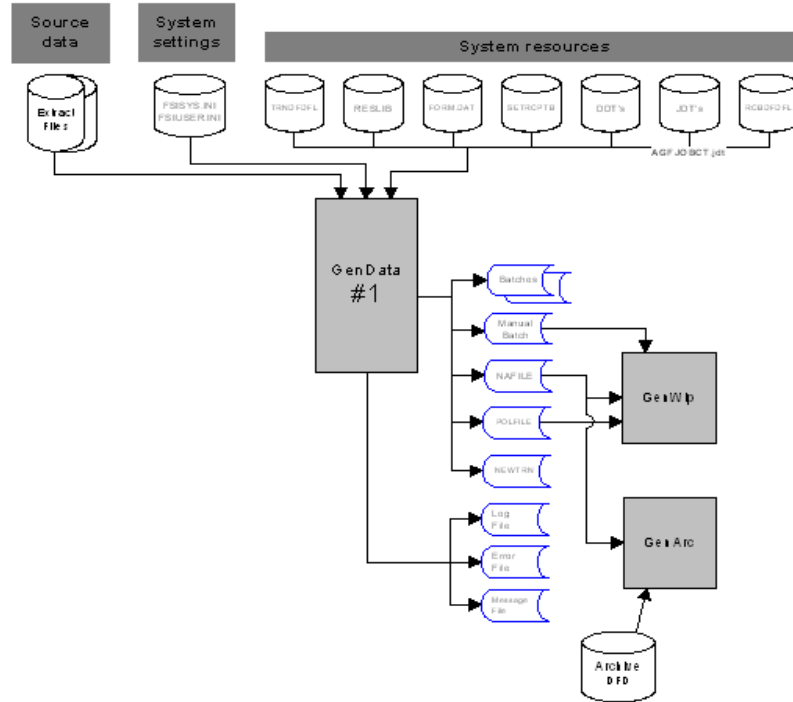 Source
data
System
settings
System resources
Extract
Files
FSISYS.INI
FSIUSER.INI
TRNDFDFL
RESLIB
FORM.DAT
SETRCPTB
DDT's
JDT's
RCBDFDFL
AGFJOBCT.jdt
GenData
#1
Batches
Manual
Batch
NAFILE
POLFILE
NEWTRN
GenWip
Log
File
Error
File
Message
File
GenArc
Archive
DFD